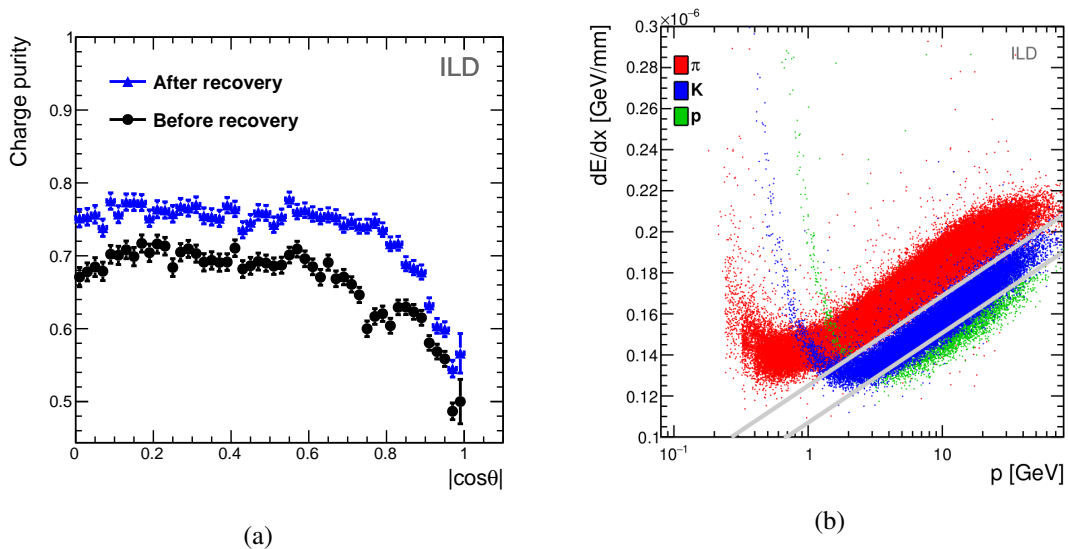 Charge purity
1
0.9
0.8
0.7
0.6
0.5
0
0.2
0.4
0.6
0.8
1
|cosθ|
ILD
After recovery
Before recovery
(a)
×10⁻⁶
dE/dx [GeV/mm]
0.3
0.28
0.26
0.24
0.22
0.2
0.18
0.16
0.14
0.12
0.1
10⁻¹
1
10
p [GeV]
ILD
π
K
p
(b)